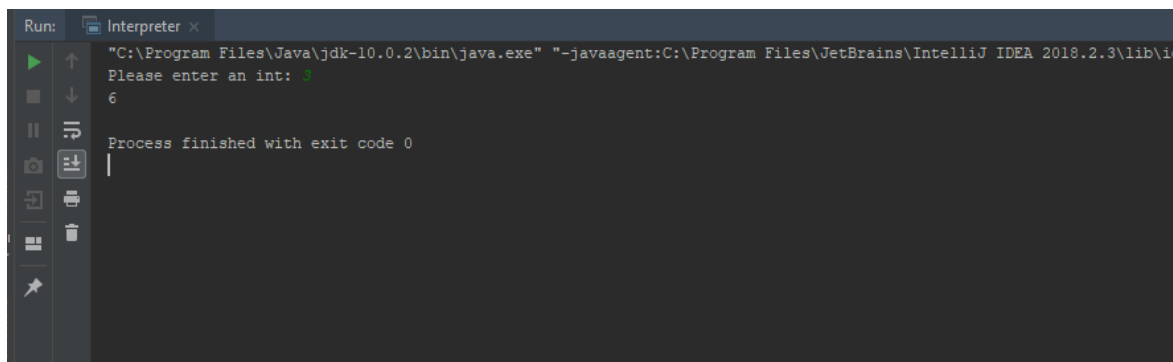 Run: Interpreter
"C:\Program Files\Java\jdk-10.0.2\bin\java.exe" "-javaagent:C:\Program Files\JetBrains\IntelliJ IDEA 2018.2.3\lib\i
Please enter an int: 3
6
Process finished with exit code 0